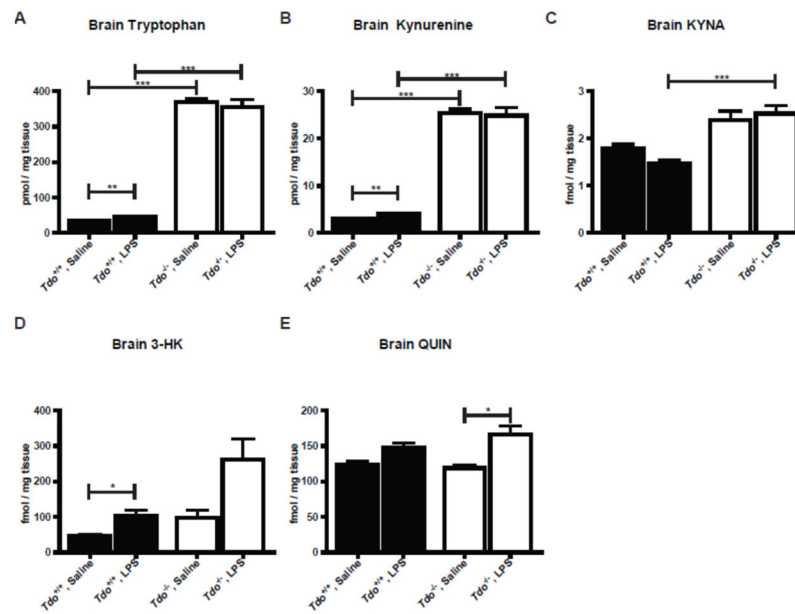 A
Brain Tryptophan
pmol / mg tissue
400
300
200
100
0
***
***
**
Tdo+/+, Saline
Tdo+/+, LPS
Tdo-/-, Saline
Tdo-/-, LPS
B
Brain Kynurenine
pmol / mg tissue
30
20
10
0
***
***
**
Tdo+/+, Saline
Tdo+/+, LPS
Tdo-/-, Saline
Tdo-/-, LPS
C
Brain KYNA
fmol / mg tissue
3
2
1
0
***
Tdo+/+, Saline
Tdo+/+, LPS
Tdo-/-, Saline
Tdo-/-, LPS
D
Brain 3-HK
fmol / mg tissue
400
300
200
100
0
*
Tdo+/+, Saline
Tdo+/+, LPS
Tdo-/-, Saline
Tdo-/-, LPS
E
Brain QUIN
fmol / mg tissue
200
150
100
50
0
*
Tdo+/+, Saline
Tdo+/+, LPS
Tdo-/-, Saline
Tdo-/-, LPS